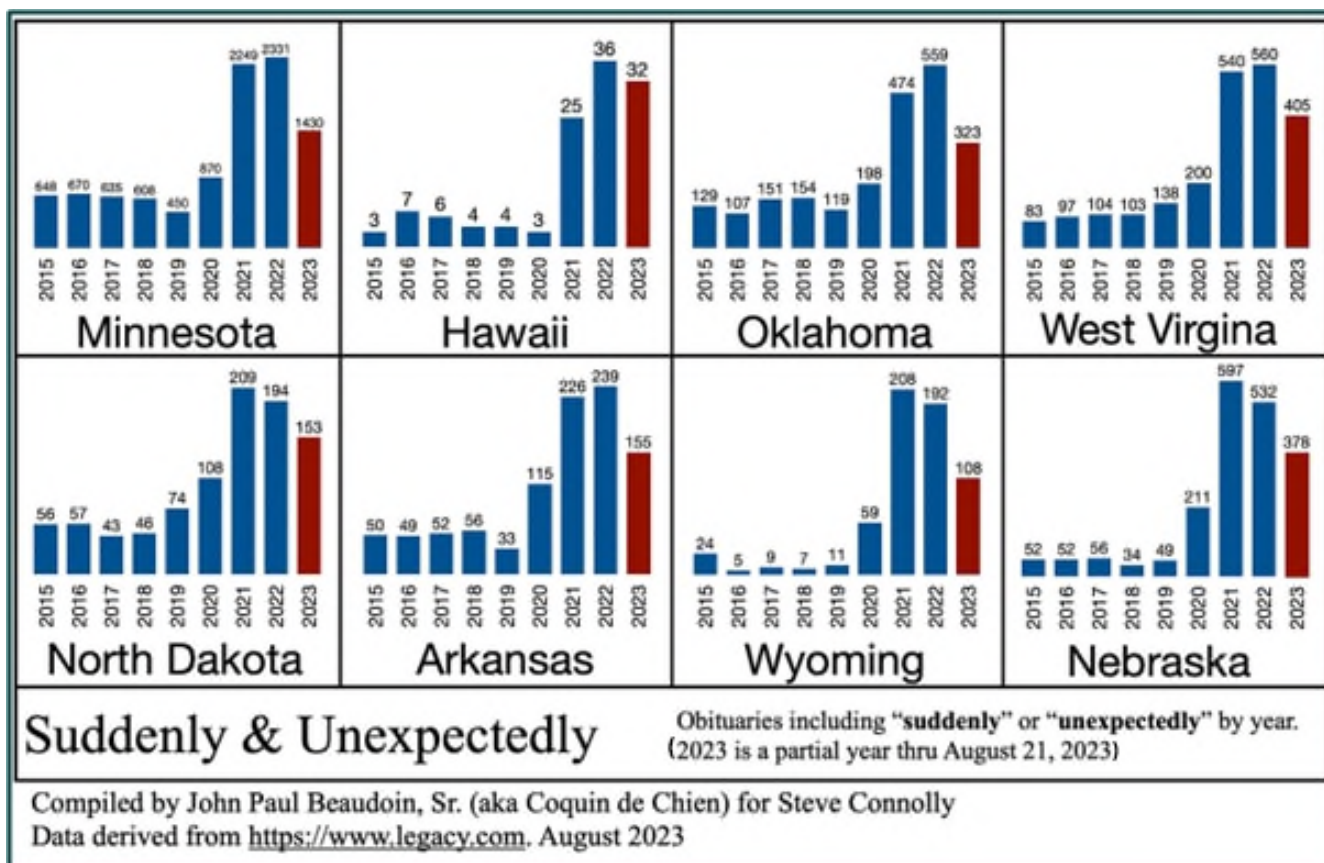 648 670 635 608 450 870 2249 2331 1430
2015 2016 2017 2018 2019 2020 2021 2022 2023
Minnesota
3 7 6 4 4 3 25 36 32
2015 2016 2017 2018 2019 2020 2021 2022 2023
Hawaii
129 107 151 154 119 198 474 559 323
2015 2016 2017 2018 2019 2020 2021 2022 2023
Oklahoma
83 97 104 103 138 200 540 560 405
2015 2016 2017 2018 2019 2020 2021 2022 2023
West Virgina
56 57 43 46 74 108 209 194 153
2015 2016 2017 2018 2019 2020 2021 2022 2023
North Dakota
50 49 52 56 33 115 226 239 155
2015 2016 2017 2018 2019 2020 2021 2022 2023
Arkansas
24 5 9 7 11 59 208 192 108
2015 2016 2017 2018 2019 2020 2021 2022 2023
Wyoming
52 52 56 34 49 211 597 532 378
2015 2016 2017 2018 2019 2020 2021 2022 2023
Nebraska
Suddenly & Unexpectedly
Obituaries including “suddenly” or “unexpectedly” by year.
(2023 is a partial year thru August 21, 2023)
Compiled by John Paul Beaudoin, Sr. (aka Coquin de Chien) for Steve Connolly
Data derived from https://www.legacy.com. August 2023